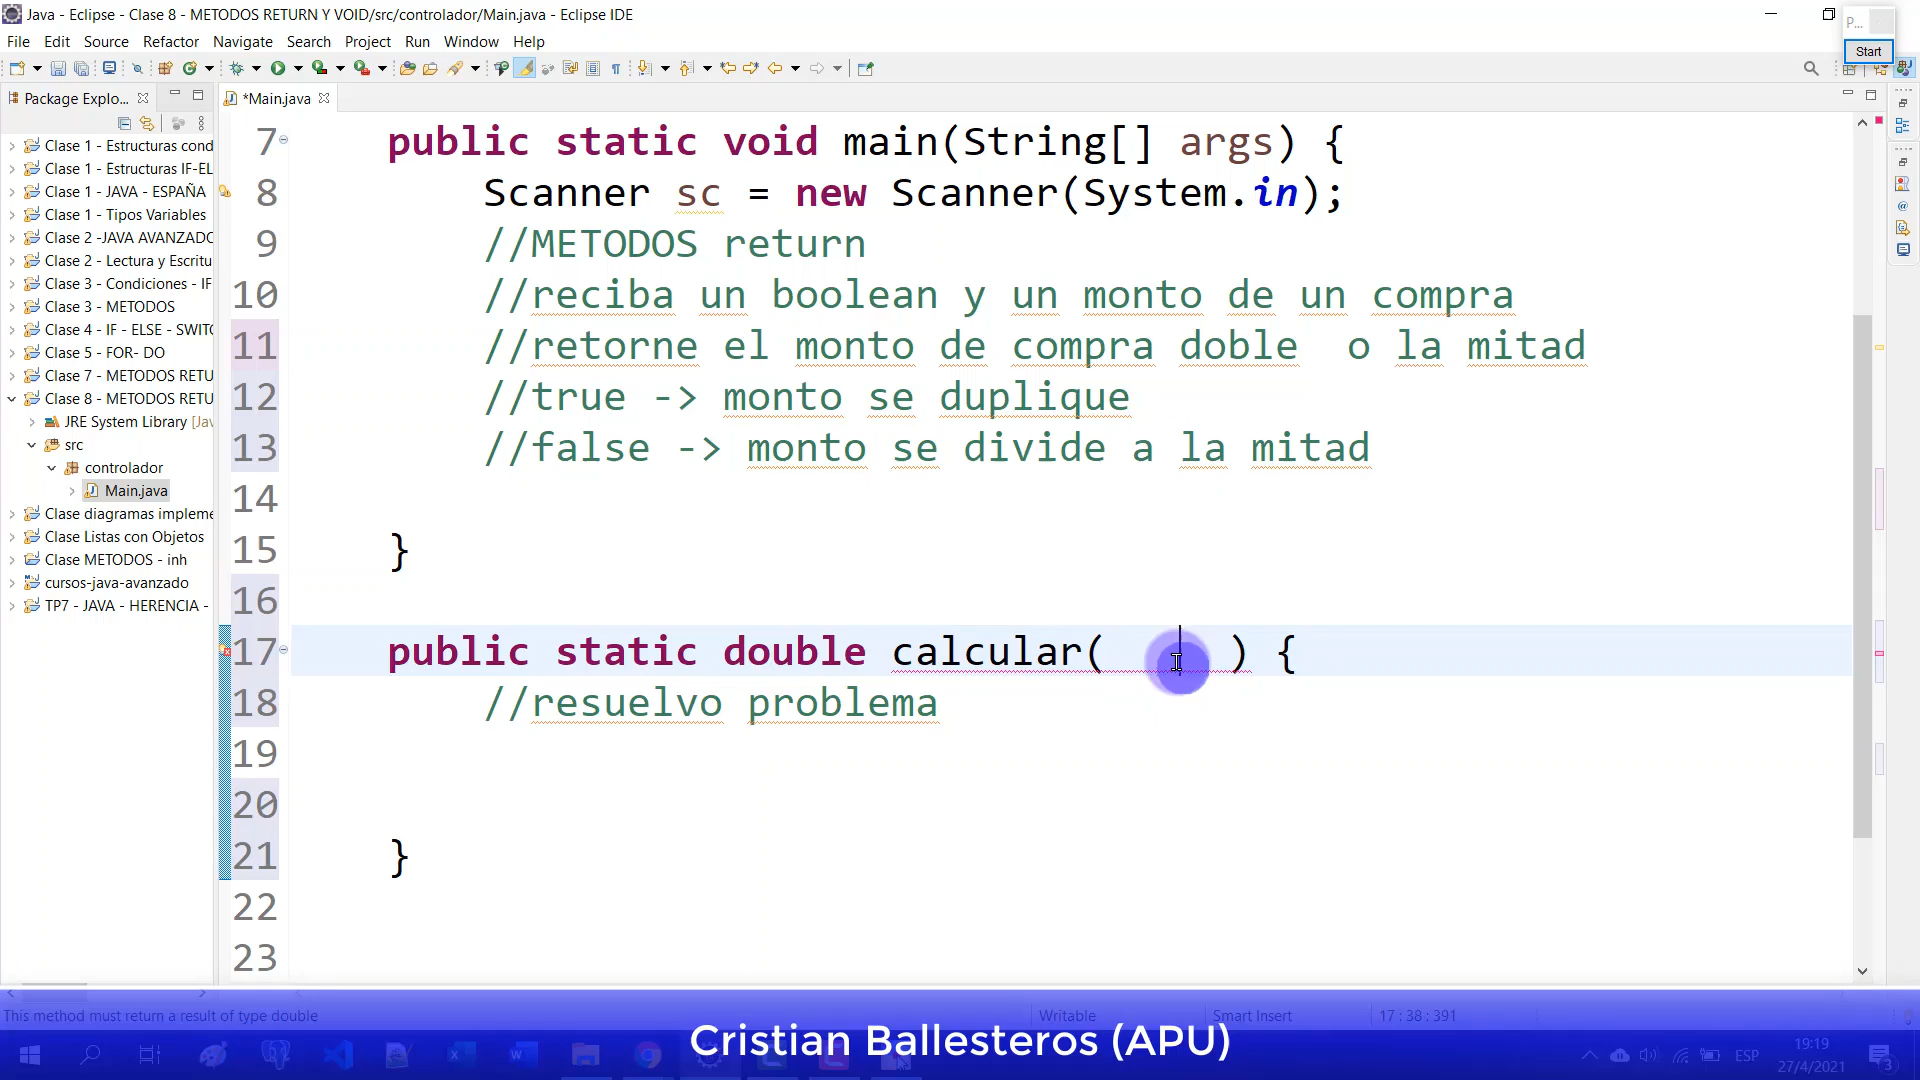 Java - Eclipse - Clase 8 - METODOS RETURN Y VOID/src/controlador/Main.java - Eclipse IDE
P...
File Edit Source Refactor Navigate Search Project Run Window Help
Start
Package Explo...
*Main.java
Clase 1 - Estructuras cond
Clase 1 - Estructuras IF-EL
Clase 1 - JAVA - ESPAÑA
Clase 1 - Tipos Variables
Clase 2 -JAVA AVANZADO
Clase 2 - Lectura y Escritu
Clase 3 - Condiciones - IF
Clase 3 - METODOS
Clase 4 - IF - ELSE - SWITC
Clase 5 - FOR- DO
Clase 7 - METODOS RETU
Clase 8 - METODOS RETU
JRE System Library [Jav
src
controlador
Main.java
Clase diagramas impleme
Clase Listas con Objetos
Clase METODOS - inh
cursos-java-avanzado
TP7 - JAVA - HERENCIA -
7 public static void main(String[] args) {
8 Scanner sc = new Scanner(System.in);
9 //METODOS return
10 //reciba un boolean y un monto de un compra
11 //retorne el monto de compra doble o la mitad
12 //true -> monto se duplique
13 //false -> monto se divide a la mitad
14
15 }
16
17 public static double calcular( ) {
18 //resuelvo problema
19
20
21 }
22
23
This method must return a result of type double
Writable
Smart Insert
17 : 38 : 391
Cristian Ballesteros (APU)
ESP
19:19
27/4/2021
3